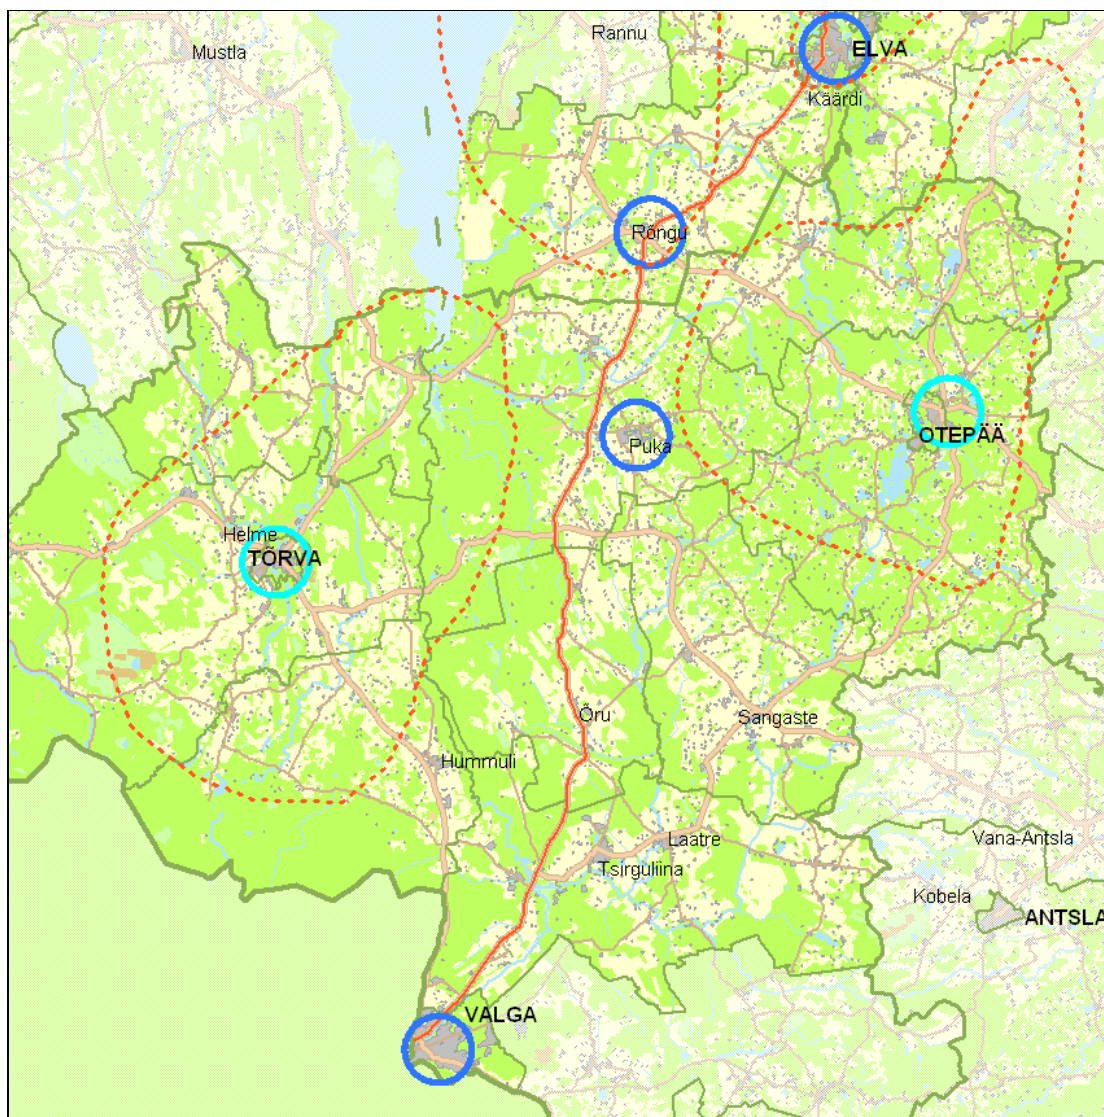 Rannu
Mustla
ELVA
Käärdi
Rõngu
OTEPÄÄ
Puka
Helme
TÕRVA
Õru
Sangaste
Hummuli
Laatre
Vana-Antsla
Tsirguliina
Kobela
ANTSLA
VALGA